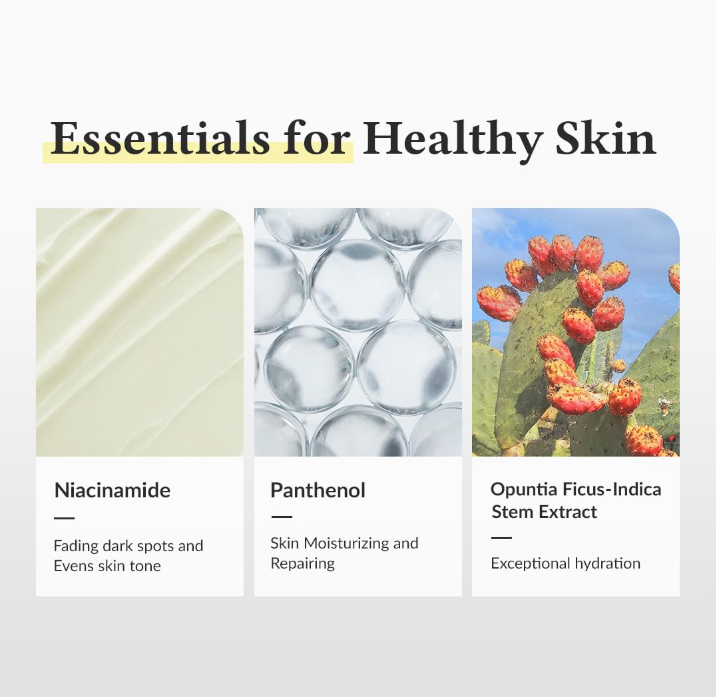 Essentials for Healthy Skin
Niacinamide
Fading dark spots and
Evens skin tone
Panthenol
Skin Moisturizing and
Repairing
Opuntia Ficus-Indica
Stem Extract
Exceptional hydration